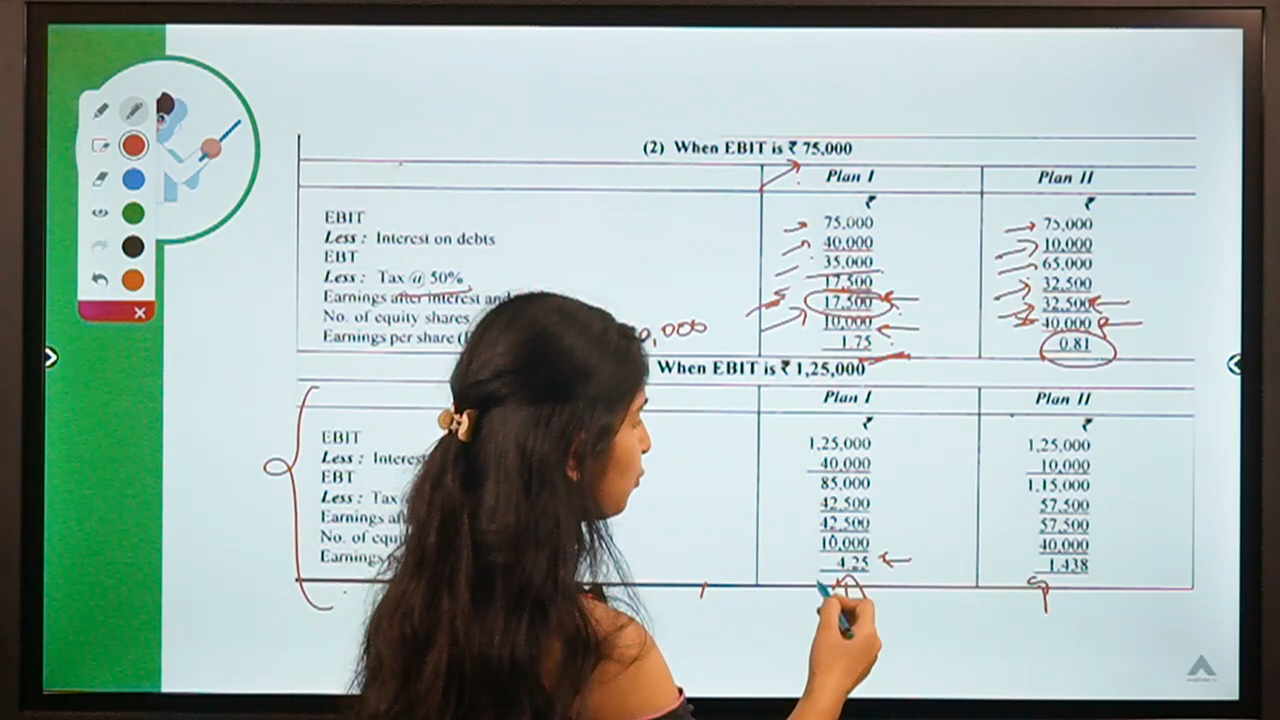 (2) When EBIT is ₹ 75,000
Plan I Plan II
₹ ₹
EBIT 75,000 75,000
Less : Interest on debts 40,000 10,000
EBT 35,000 65,000
Less : Tax @ 50% 17,500 32,500
Earnings after interest and 17,500 32,500
No. of equity shares 10,000 40,000
Earnings per share ( 1.75 0.81
0,000
When EBIT is ₹ 1,25,000
Plan I Plan II
₹ ₹
EBIT 1,25,000 1,25,000
Less : 40,000 10,000
EBT 85,000 1,15,000
Less : Tax 42,500 57,500
Earnings 42,500 57,500
No. of 10,000 40,000
Earnings 4.25 1.438